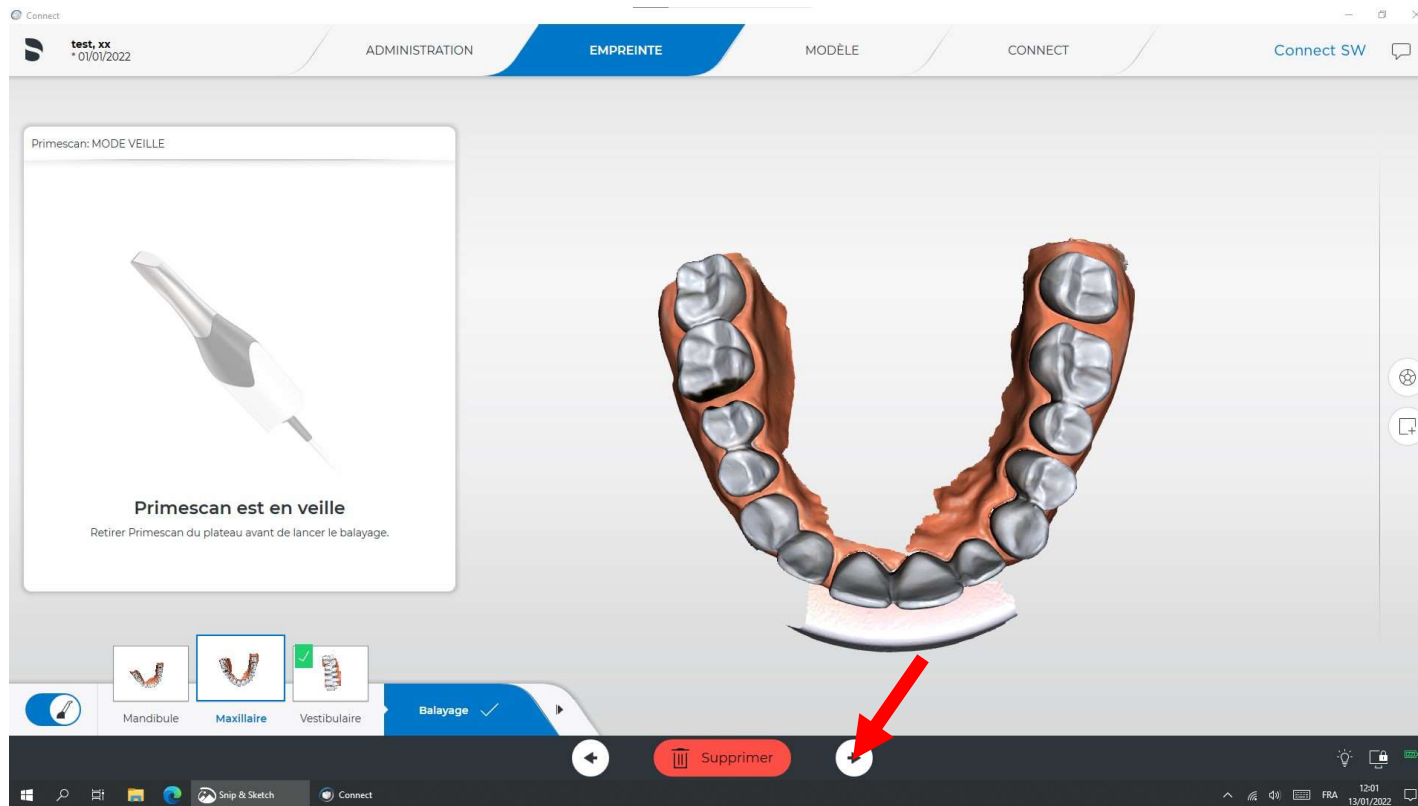 Connect
test, xx
* 01/01/2022
ADMINISTRATION
EMPREINTE
MODÈLE
CONNECT
Connect SW
Primescan: MODE VEILLE
Primescan est en veille
Retirer Primescan du plateau avant de lancer le balayage.
Mandibule
Maxillaire
Vestibulaire
Balayage
Supprimer
Snip & Sketch
Connect
FRA
12:01
13/01/2022